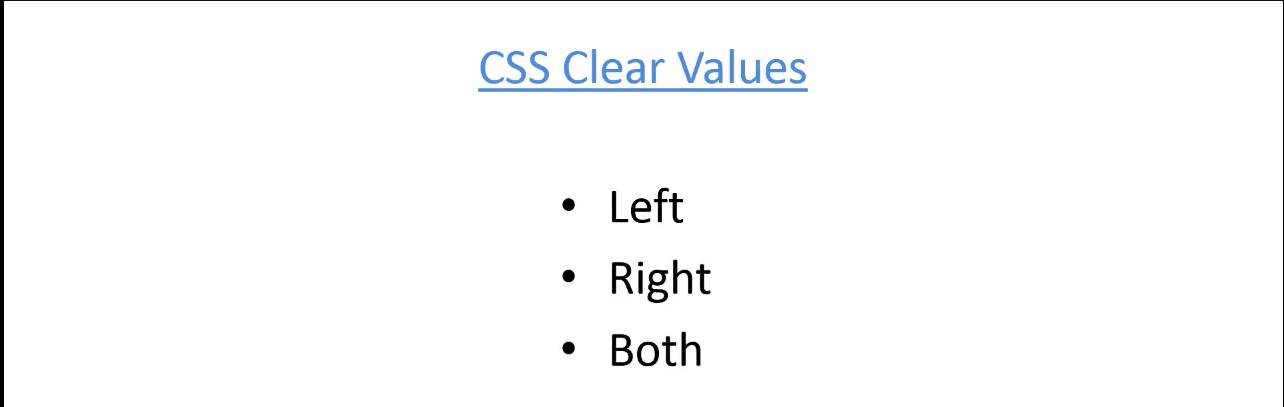 CSS Clear Values
• Left
• Right
• Both